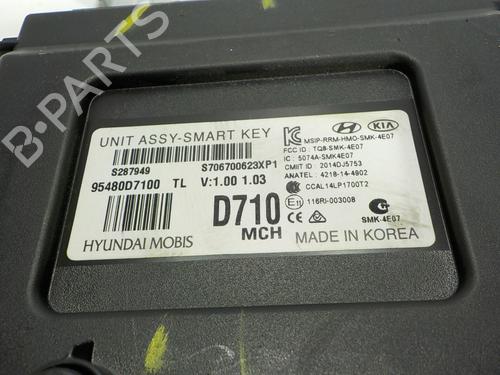 UNIT ASSY-SMART KEY
S287949 S706700623XP1
95480D7100 TL V:1.00 1.03
D710
MCH
HYUNDAI MOBIS
KIA
MSIP-RRM-HMO-SMK-4E07
FCC ID : TQ8-SMK-4E07
IC : 5074A-SMK4E07
CMIIT ID : 2014DJ5753
ANATEL : 4218-14-4902
CCAL14LP1700T2
E11 116RI-003008
SMK-4E07
MADE IN KOREA
B-PARTS